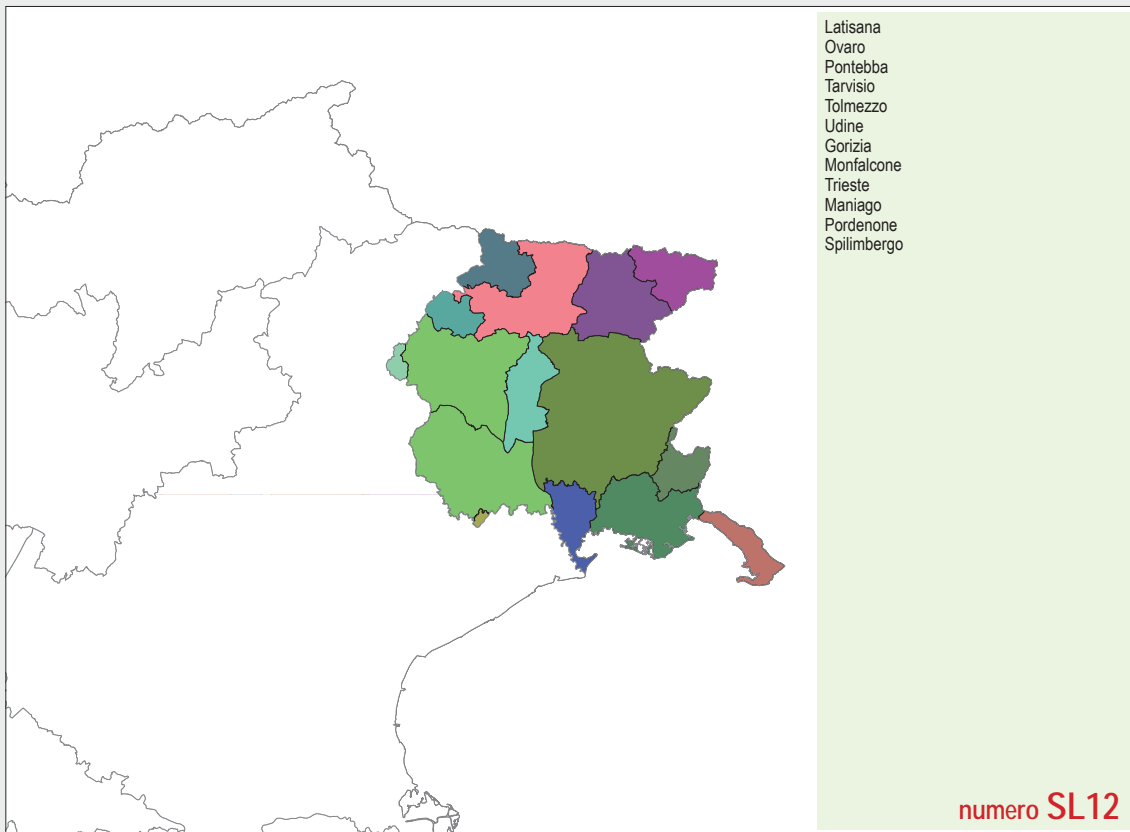 Latisana
Ovaro
Pontebba
Tarvisio
Tolmezzo
Udine
Gorizia
Monfalcone
Trieste
Maniago
Pordenone
Spilimbergo
numero SL12